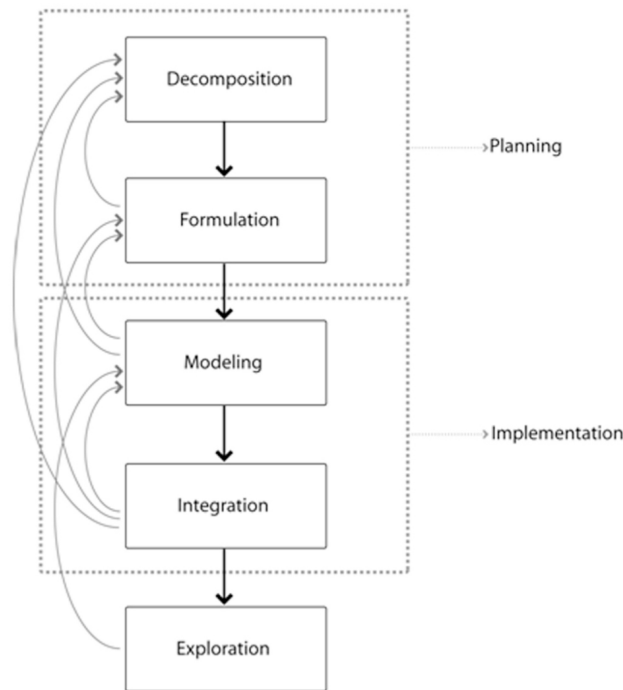 Decomposition
Planning
Formulation
Modeling
Implementation
Integration
Exploration